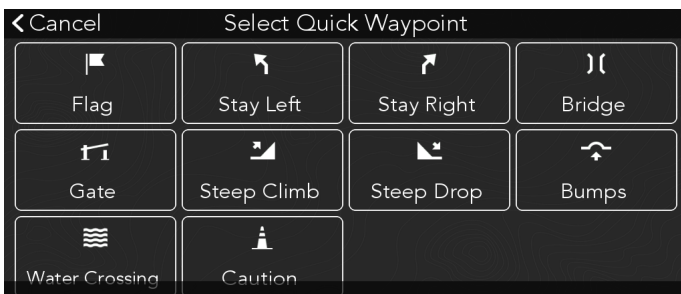 Cancel
Select Quick Waypoint
Flag
Stay Left
Stay Right
Bridge
Gate
Steep Climb
Steep Drop
Bumps
Water Crossing
Caution